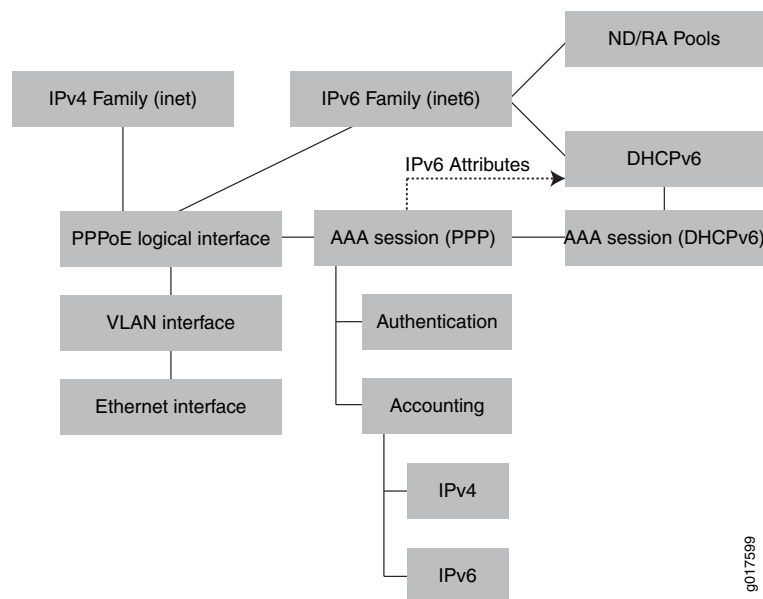 ND/RA Pools
IPv4 Family (inet)
IPv6 Family (inet6)
DHCPv6
IPv6 Attributes
PPPoE logical interface
AAA session (PPP)
AAA session (DHCPv6)
VLAN interface
Authentication
Ethernet interface
Accounting
IPv4
IPv6
g017599